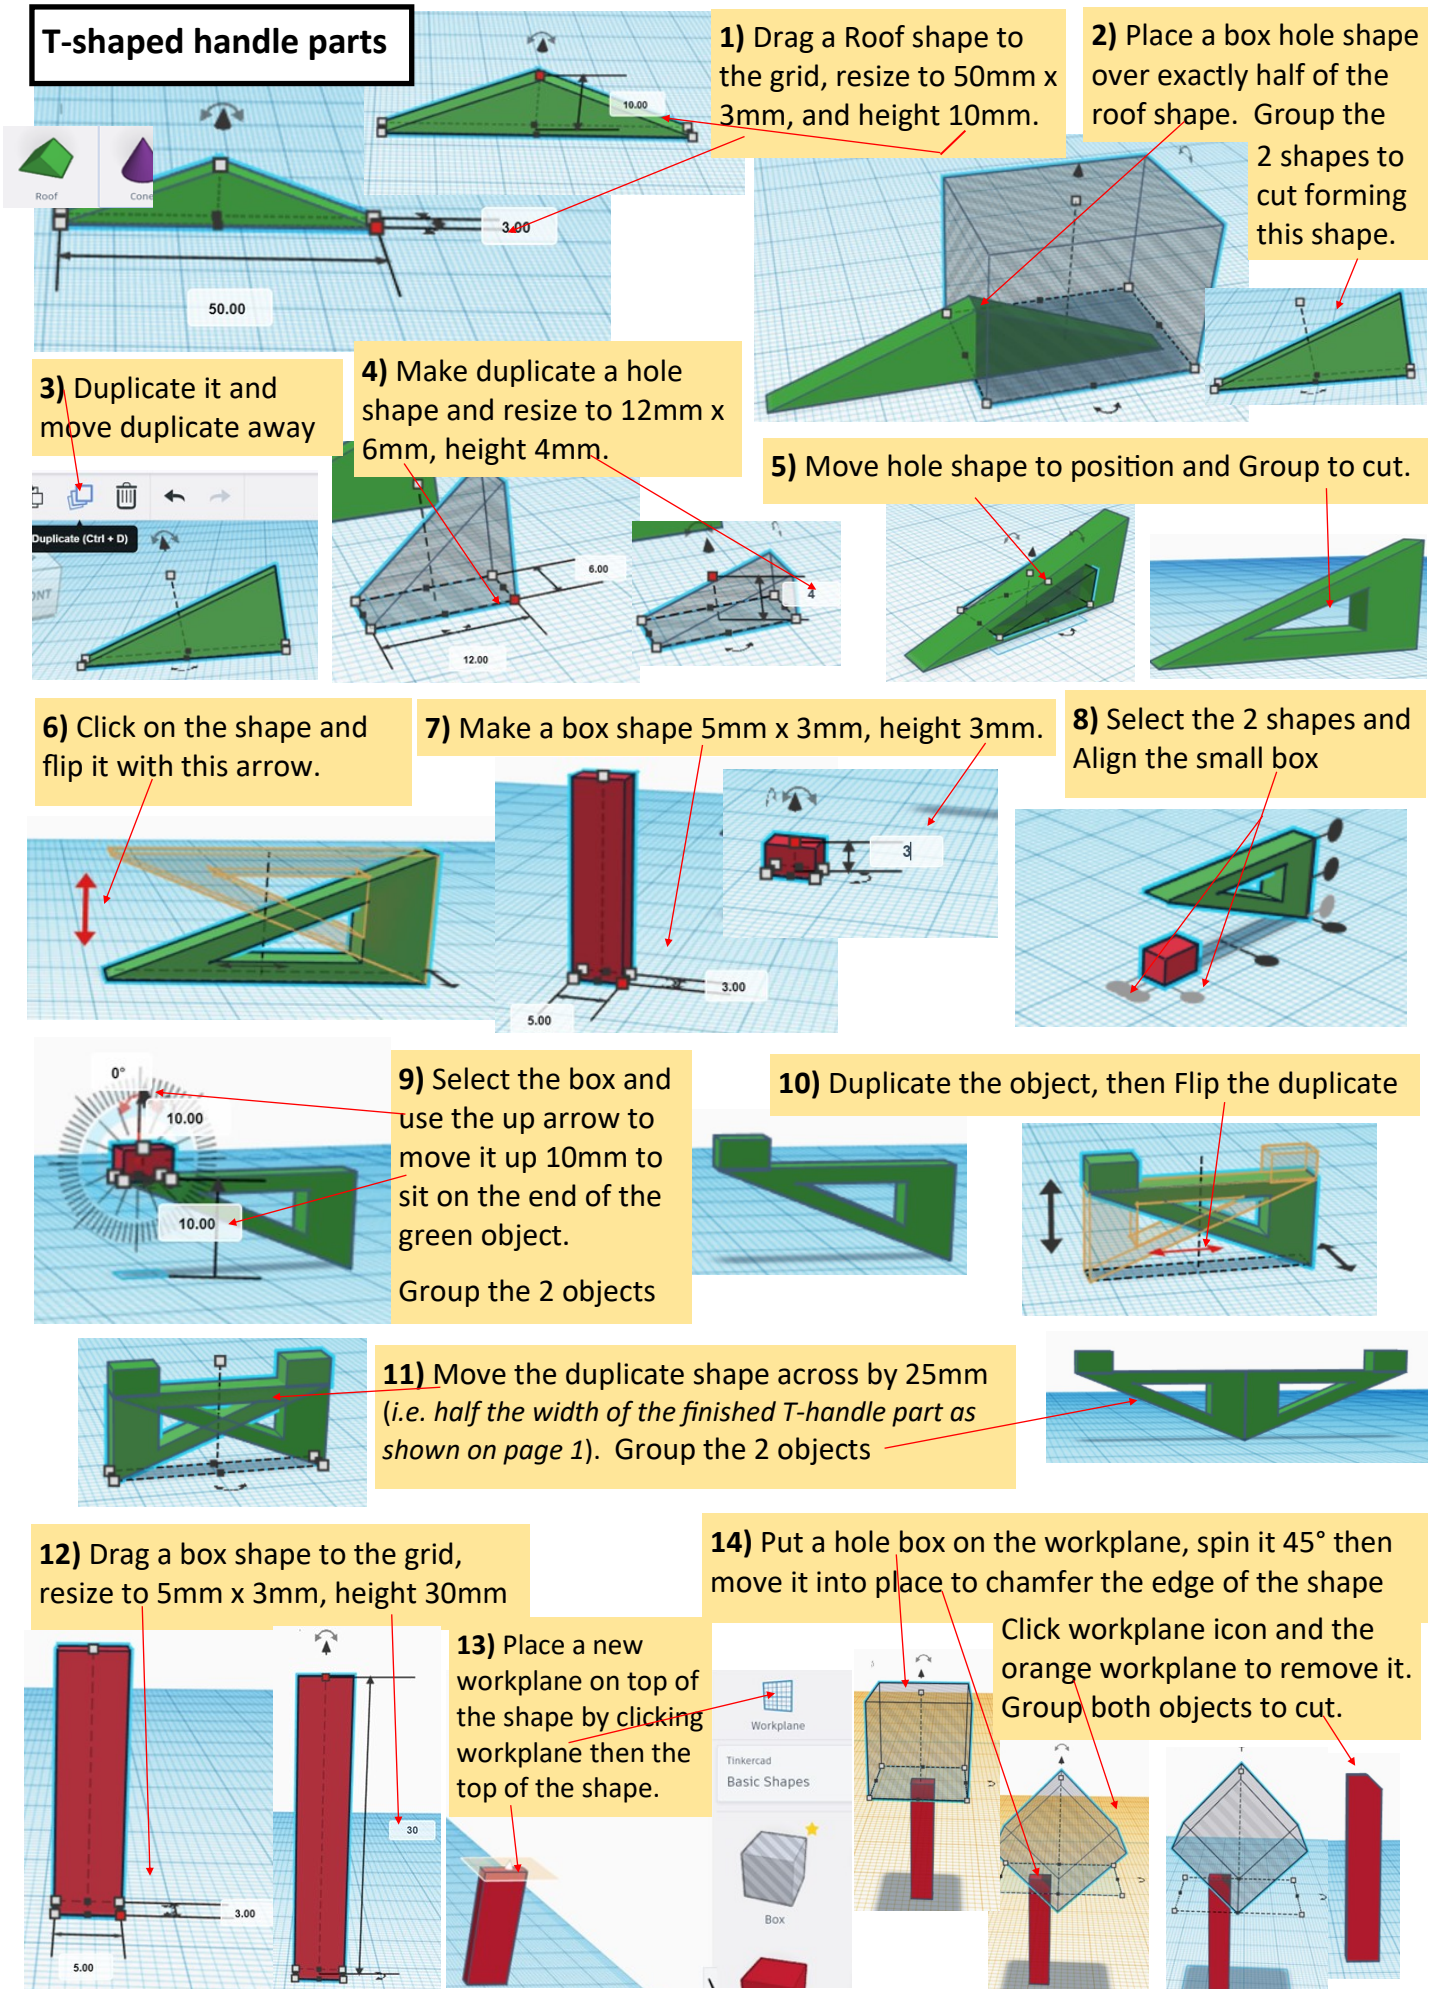 T-shaped handle parts
1) Drag a Roof shape to
the grid, resize to 50mm x
3mm, and height 10mm.
2) Place a box hole shape
over exactly half of the
roof shape.  Group the
2 shapes to
cut forming
this shape.
10.00
Roof
Cone
3.00
50.00
3) Duplicate it and
move duplicate away
4) Make duplicate a hole
shape and resize to 12mm x
6mm, height 4mm.
5) Move hole shape to position and Group to cut.
Duplicate (Ctrl + D)
6.00
12.00
4
6) Click on the shape and
flip it with this arrow.
7) Make a box shape 5mm x 3mm, height 3mm.
8) Select the 2 shapes and
Align the small box
3
3.00
5.00
0°
10.00
10.00
9) Select the box and
use the up arrow to
move it up 10mm to
sit on the end of the
green object.
Group the 2 objects
10) Duplicate the object, then Flip the duplicate
11) Move the duplicate shape across by 25mm
(i.e. half the width of the finished T-handle part as
shown on page 1).  Group the 2 objects
12) Drag a box shape to the grid,
resize to 5mm x 3mm, height 30mm
13) Place a new
workplane on top of
the shape by clicking
workplane then the
top of the shape.
14) Put a hole box on the workplane, spin it 45° then
move it into place to chamfer the edge of the shape
Click workplane icon and the
orange workplane to remove it.
Group both objects to cut.
Workplane
Tinkercad
Basic Shapes
Box
30
3.00
5.00